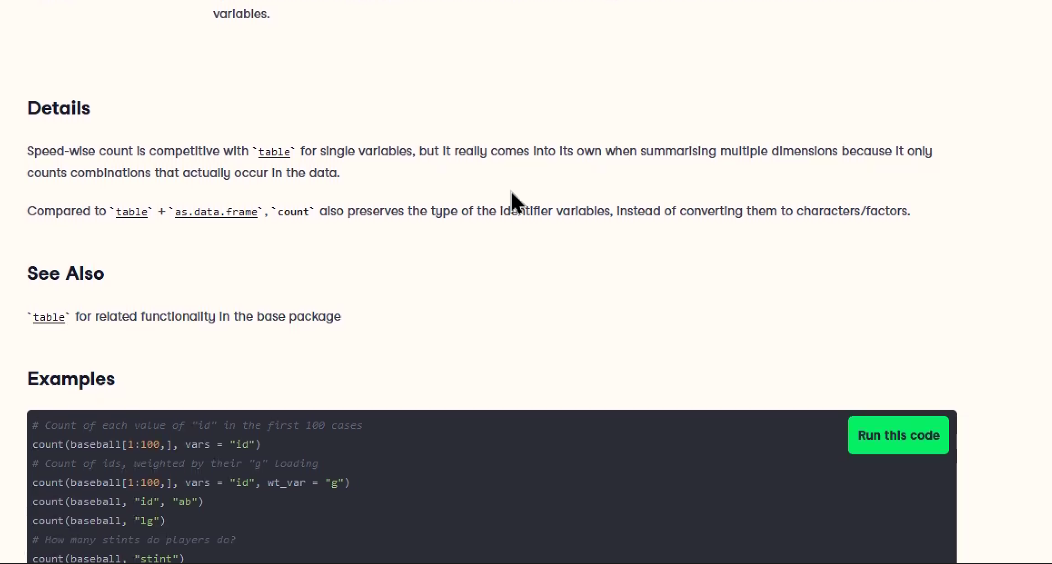 variables.
Details
Speed-wise count is competitive with `table` for single variables, but it really comes into its own when summarising multiple dimensions because it only
counts combinations that actually occur in the data.
Compared to `table` + `as.data.frame`, `count` also preserves the type of the identifier variables, instead of converting them to characters/factors.
See Also
`table` for related functionality in the base package
Examples
# Count of each value of "id" in the first 100 cases
count(baseball[1:100,], vars = "id")
# Count of ids, weighted by their "g" loading
count(baseball[1:100,], vars = "id", wt_var = "g")
count(baseball, "id", "ab")
count(baseball, "lg")
# How many stints do players do?
count(baseball, "stint")
Run this code